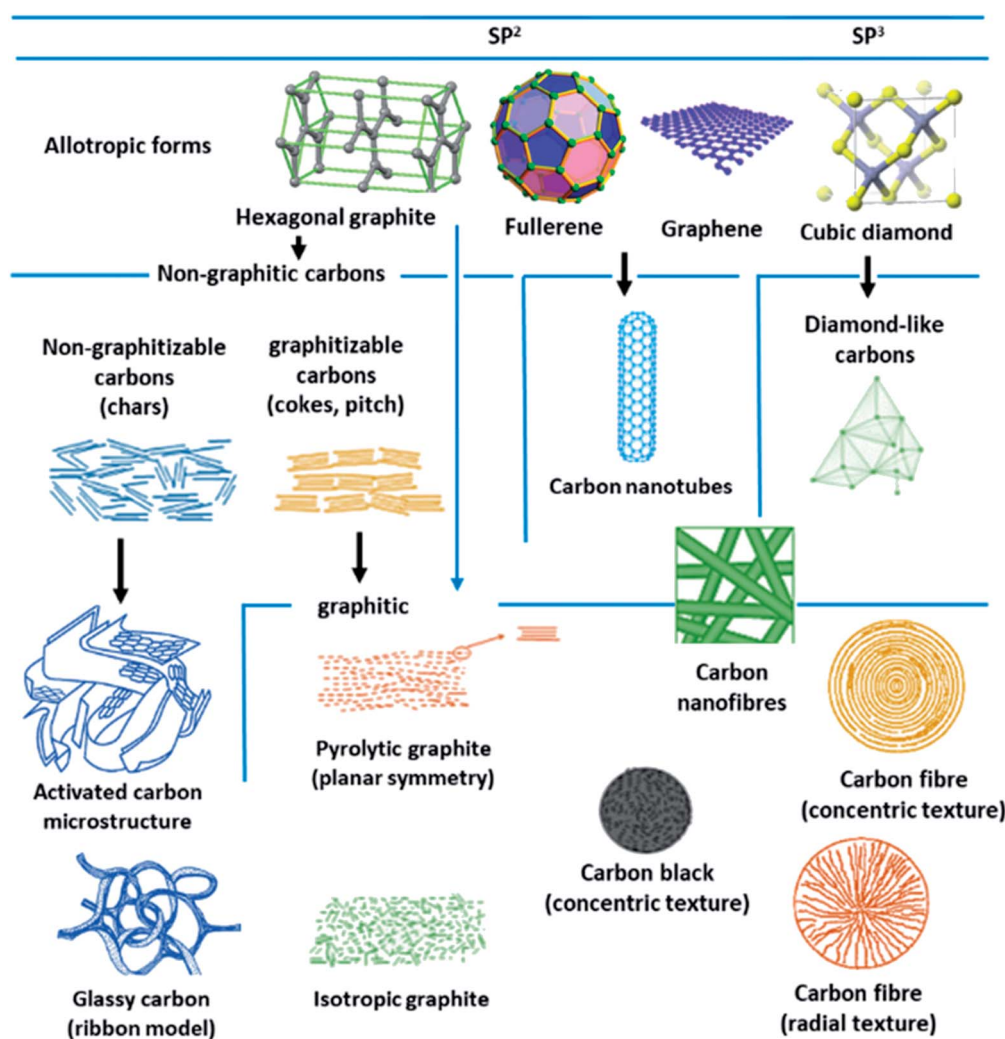 SP²
SP³
Allotropic forms
Hexagonal graphite
Fullerene
Graphene
Cubic diamond
Non-graphitic carbons
Non-graphitizable
carbons
(chars)
graphitizable
carbons
(cokes, pitch)
Carbon nanotubes
Diamond-like
carbons
graphitic
Activated carbon
microstructure
Pyrolytic graphite
(planar symmetry)
Carbon
nanofibres
Carbon fibre
(concentric texture)
Carbon black
(concentric texture)
Glassy carbon
(ribbon model)
Isotropic graphite
Carbon fibre
(radial texture)